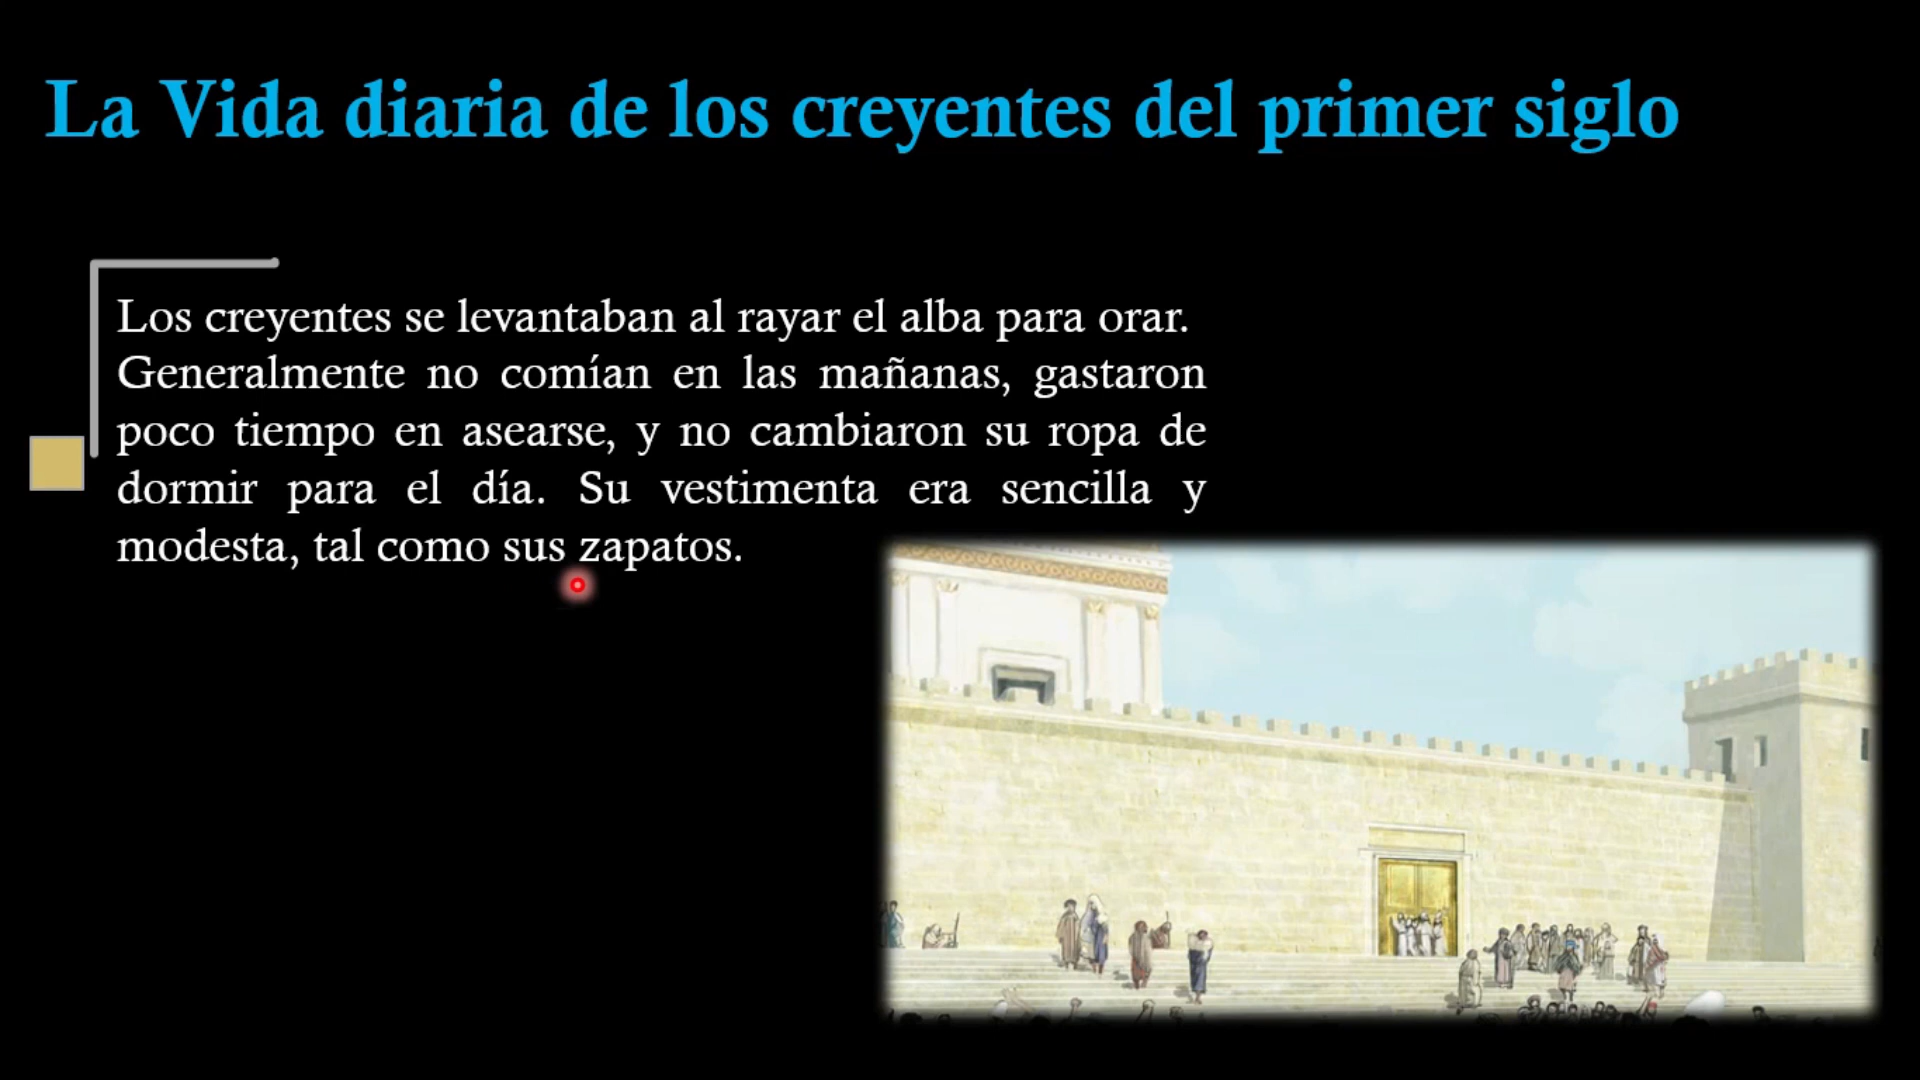 La Vida diaria de los creyentes del primer siglo
Los creyentes se levantaban al rayar el alba para orar.
Generalmente no comían en las mañanas, gastaron
poco tiempo en asearse, y no cambiaron su ropa de
dormir para el día. Su vestimenta era sencilla y
modesta, tal como sus zapatos.